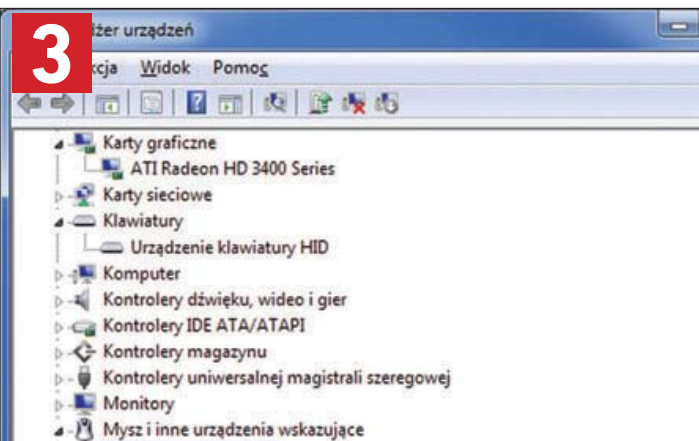 3
żer urządzeń
kcja Widok Pomoc
Karty graficzne
ATI Radeon HD 3400 Series
Karty sieciowe
Klawiatury
Urządzenie klawiatury HID
Komputer
Kontrolery dźwięku, wideo i gier
Kontrolery IDE ATA/ATAPI
Kontrolery magazynu
Kontrolery uniwersalnej magistrali szeregowej
Monitory
Mysz i inne urządzenia wskazujące